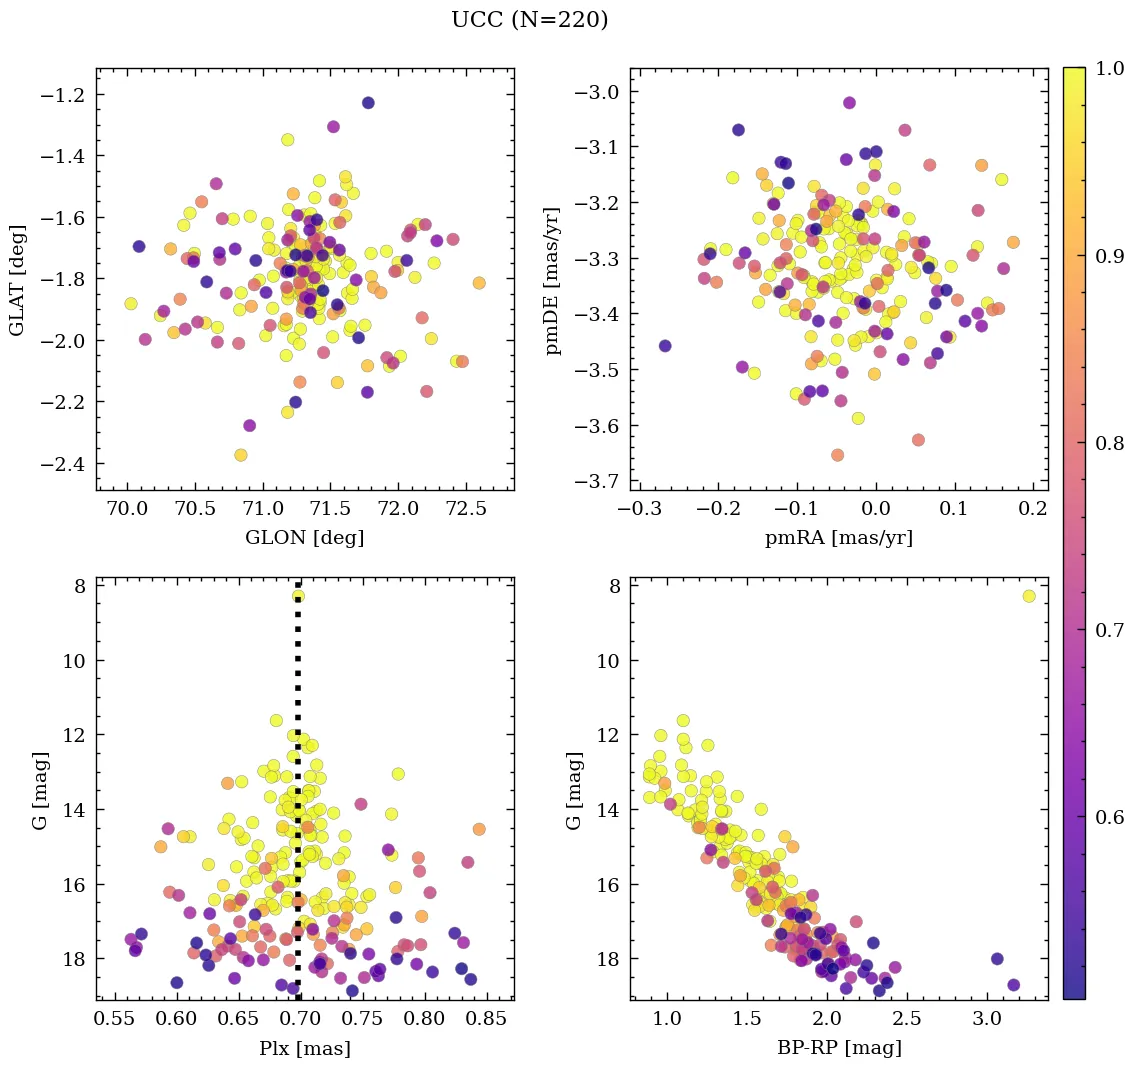 UCC (N=220)
−1.2
−1.4
−1.6
−1.8
−2.0
−2.2
−2.4
GLAT [deg]
70.0 70.5 71.0 71.5 72.0 72.5
GLON [deg]
−3.0
−3.1
−3.2
−3.3
−3.4
−3.5
−3.6
−3.7
pmDE [mas/yr]
−0.3 −0.2 −0.1 0.0 0.1 0.2
pmRA [mas/yr]
8
10
12
14
16
18
G [mag]
0.55 0.60 0.65 0.70 0.75 0.80 0.85
Plx [mas]
8
10
12
14
16
18
G [mag]
1.0 1.5 2.0 2.5 3.0
BP-RP [mag]
1.0
0.9
0.8
0.7
0.6